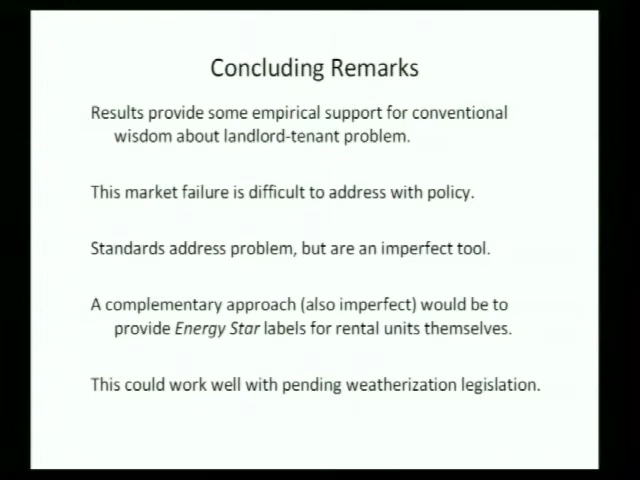 Concluding Remarks
Results provide some empirical support for conventional
wisdom about landlord-tenant problem.
This market failure is difficult to address with policy.
Standards address problem, but are an imperfect tool.
A complementary approach (also imperfect) would be to
provide Energy Star labels for rental units themselves.
This could work well with pending weatherization legislation.